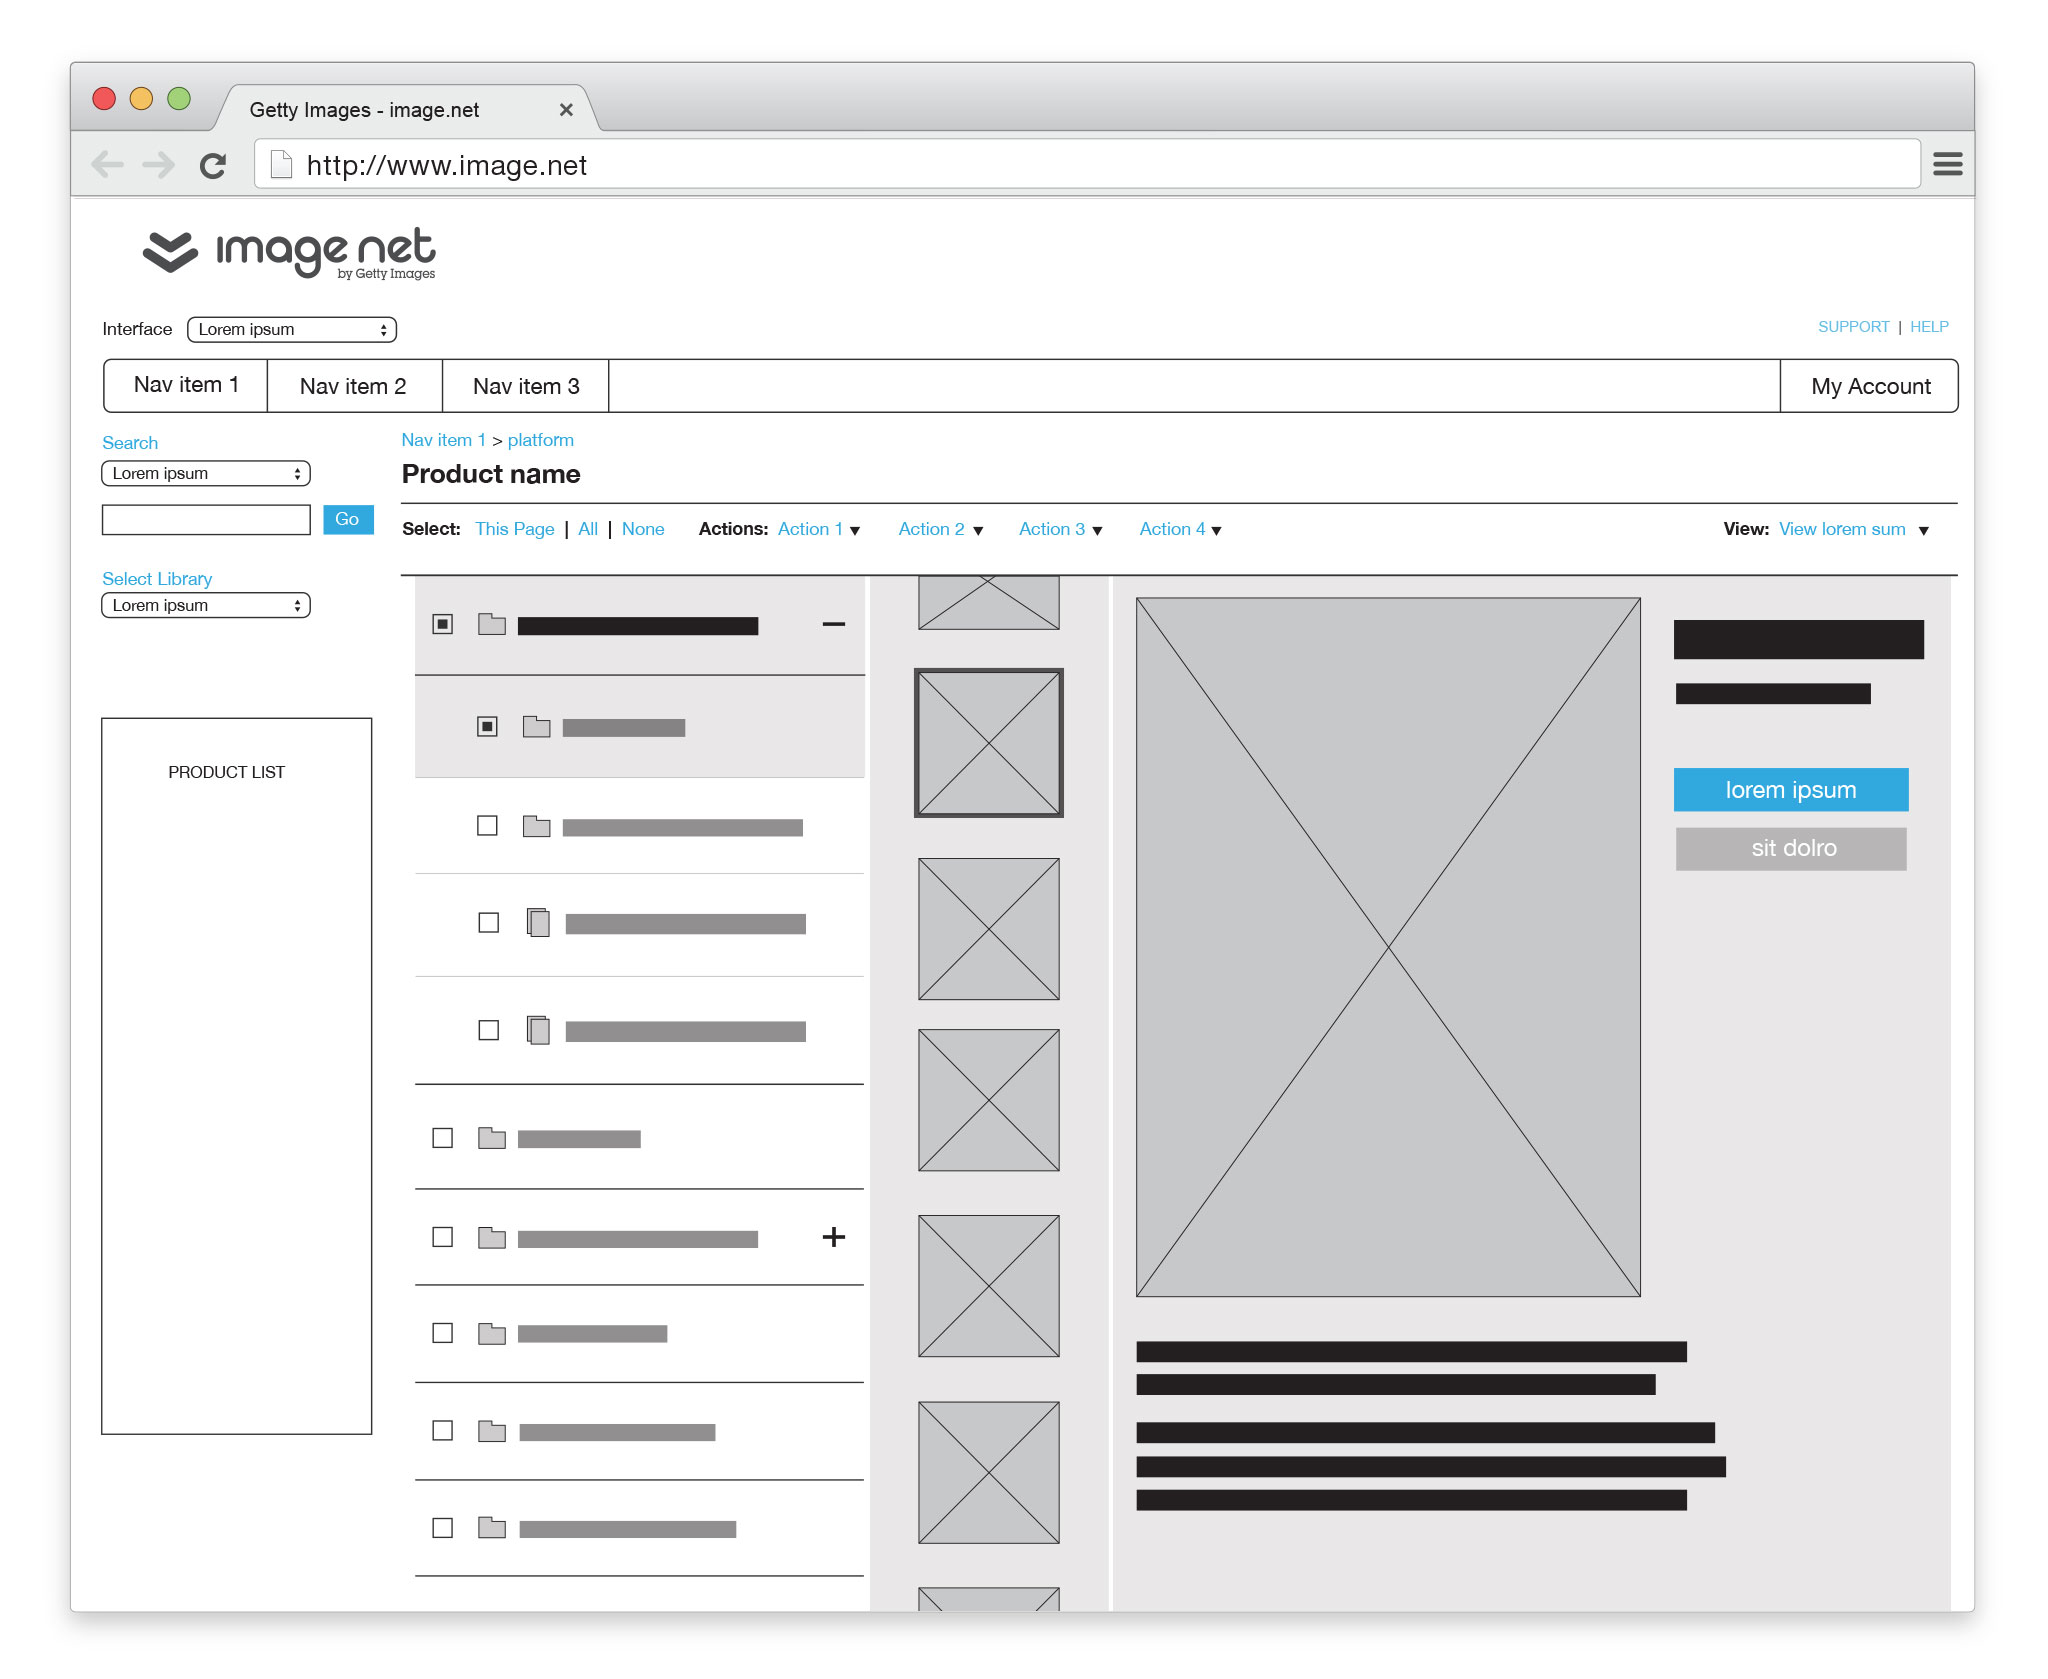 Getty Images - image.net
http://www.image.net
image net
by Getty Images
Interface Lorem ipsum
SUPPORT | HELP
Nav item 1 Nav item 2 Nav item 3 My Account
Search
Lorem ipsum
Go
Select Library
Lorem ipsum
PRODUCT LIST
Nav item 1 > platform
Product name
Select: This Page | All | None Actions: Action 1 Action 2 Action 3 Action 4 View: View lorem sum
lorem ipsum
sit dolro